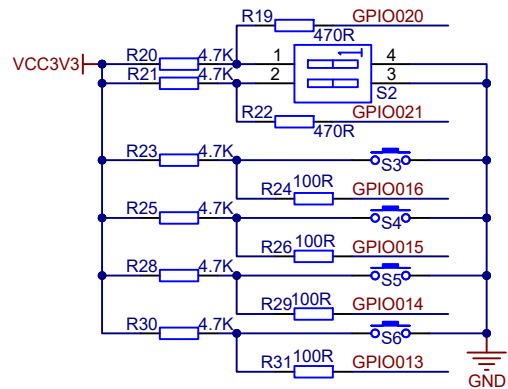 R19 GPIO020
470R
VCC3V3 R20 4.7K 1 1 4
R21 4.7K 2 3
S2
R22 GPIO021
470R
R23 4.7K S3
R24 100R GPIO016
R25 4.7K S4
R26 100R GPIO015
R28 4.7K S5
R29 100R GPIO014
R30 4.7K S6
R31 100R GPIO013
GND